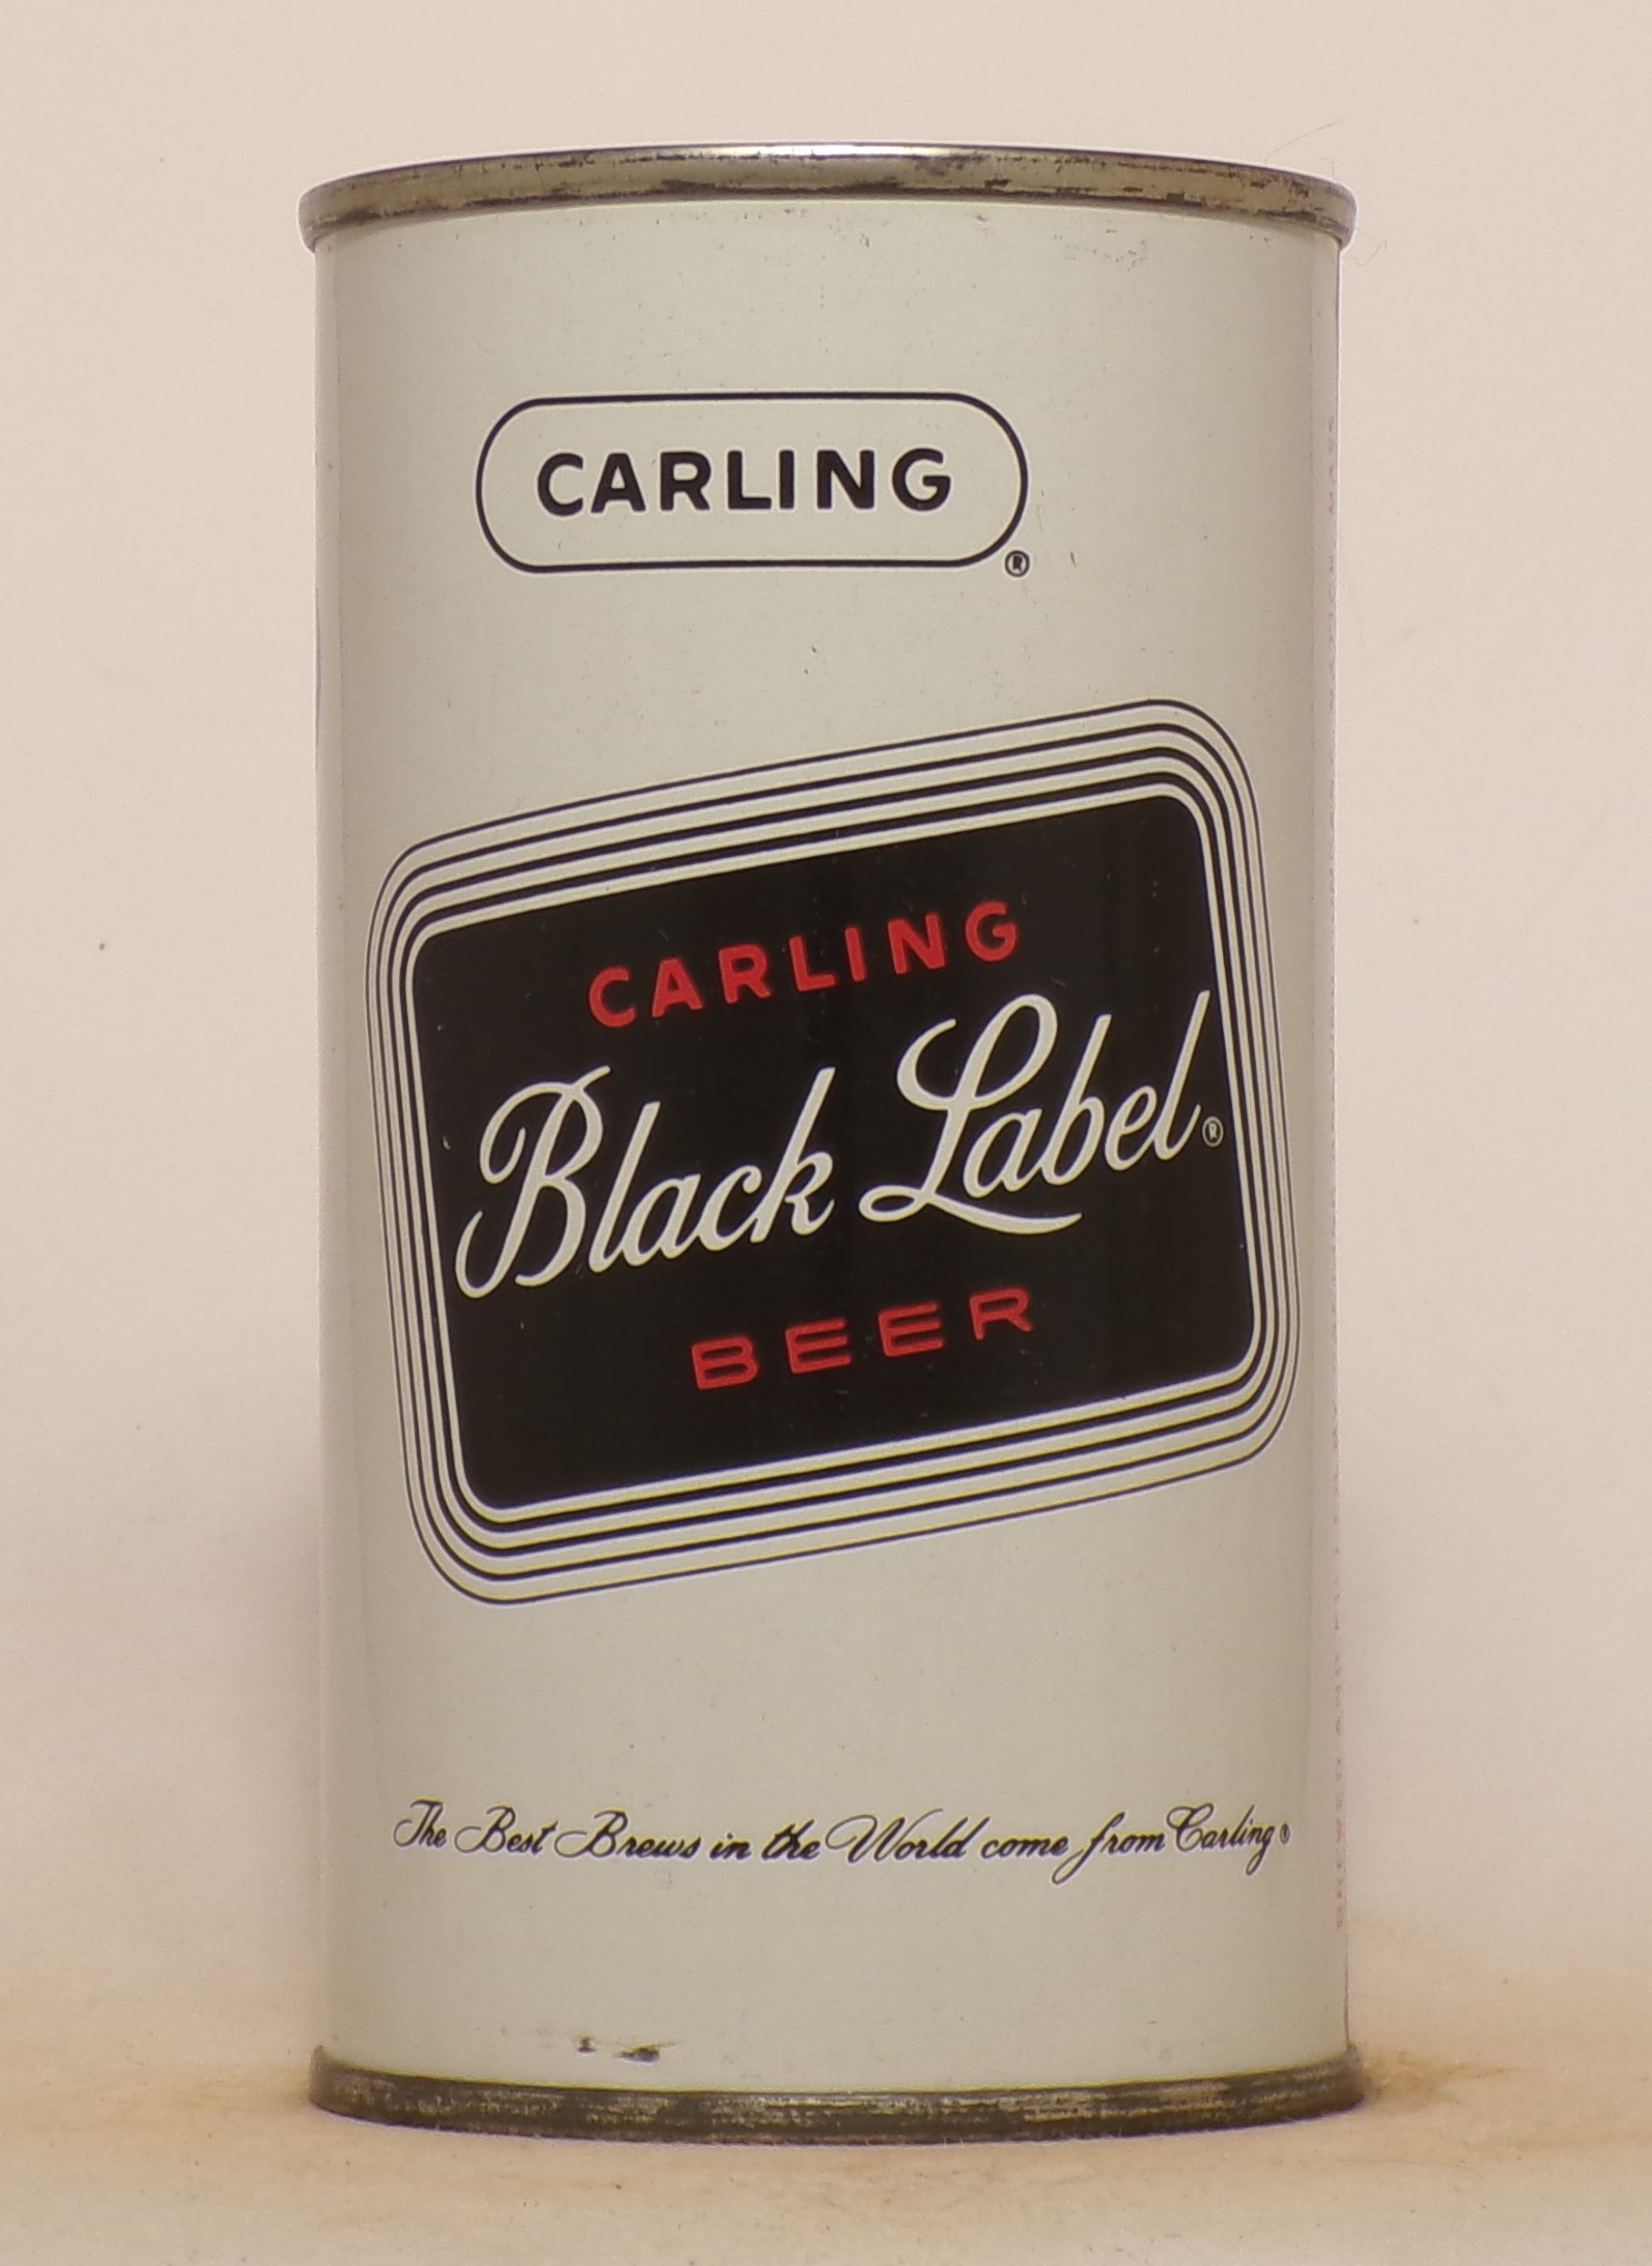 CARLING
®
CARLING
Black Label®
BEER
The Best Brews in the World come from Carling®